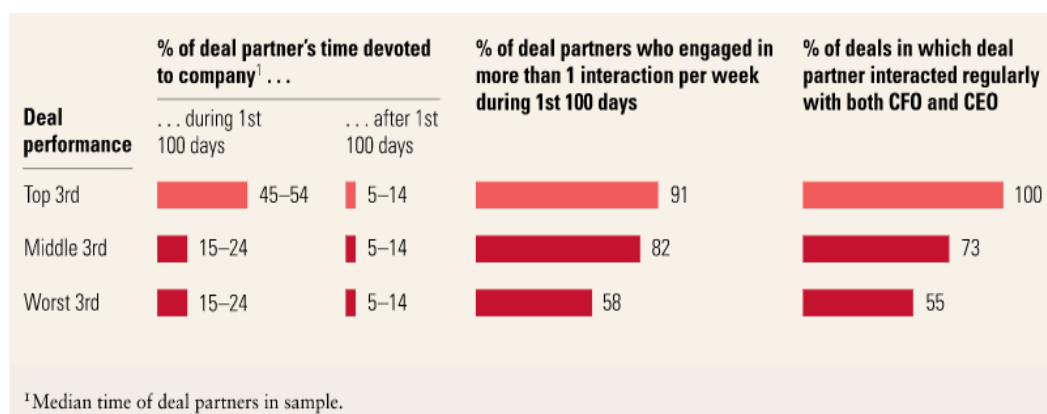 % of deal partner's time devoted
to company¹ . . .
% of deal partners who engaged in
more than 1 interaction per week
during 1st 100 days
% of deals in which deal
partner interacted regularly
with both CFO and CEO
Deal
performance
. . . during 1st
100 days
. . . after 1st
100 days
Top 3rd 45–54 5–14 91 100
Middle 3rd 15–24 5–14 82 73
Worst 3rd 15–24 5–14 58 55
¹Median time of deal partners in sample.